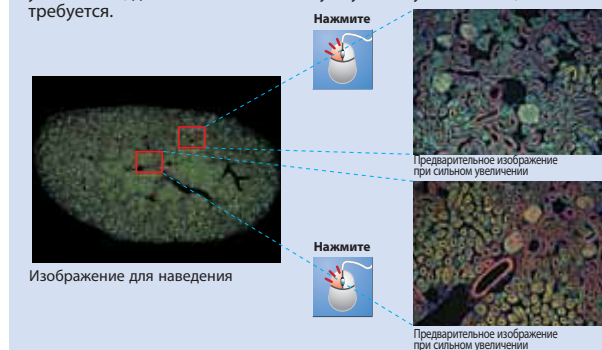 требуется.
Нажмите
Предварительное изображение
при сильном увеличении
Изображение для наведения
Нажмите
Предварительное изображение
при сильном увеличении